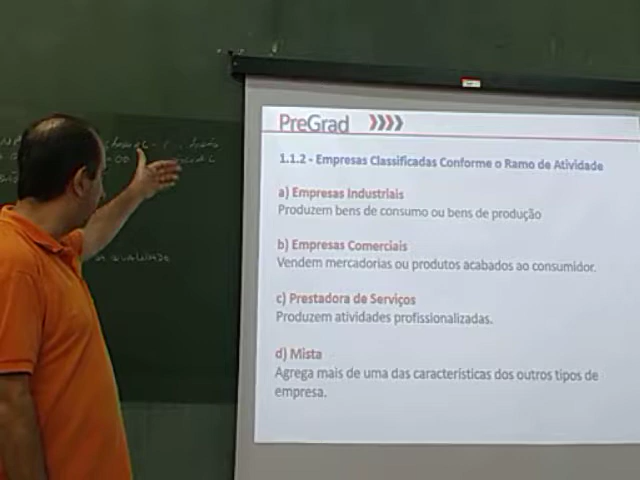 PreGrad
1.1.2 - Empresas Classificadas Conforme o Ramo de Atividade
a) Empresas Industriais
Produzem bens de consumo ou bens de produção
b) Empresas Comerciais
Vendem mercadorias ou produtos acabados ao consumidor.
c) Prestadora de Serviços
Produzem atividades profissionalizadas.
d) Mista
Agrega mais de uma das características dos outros tipos de
empresa.
QUALIDADE